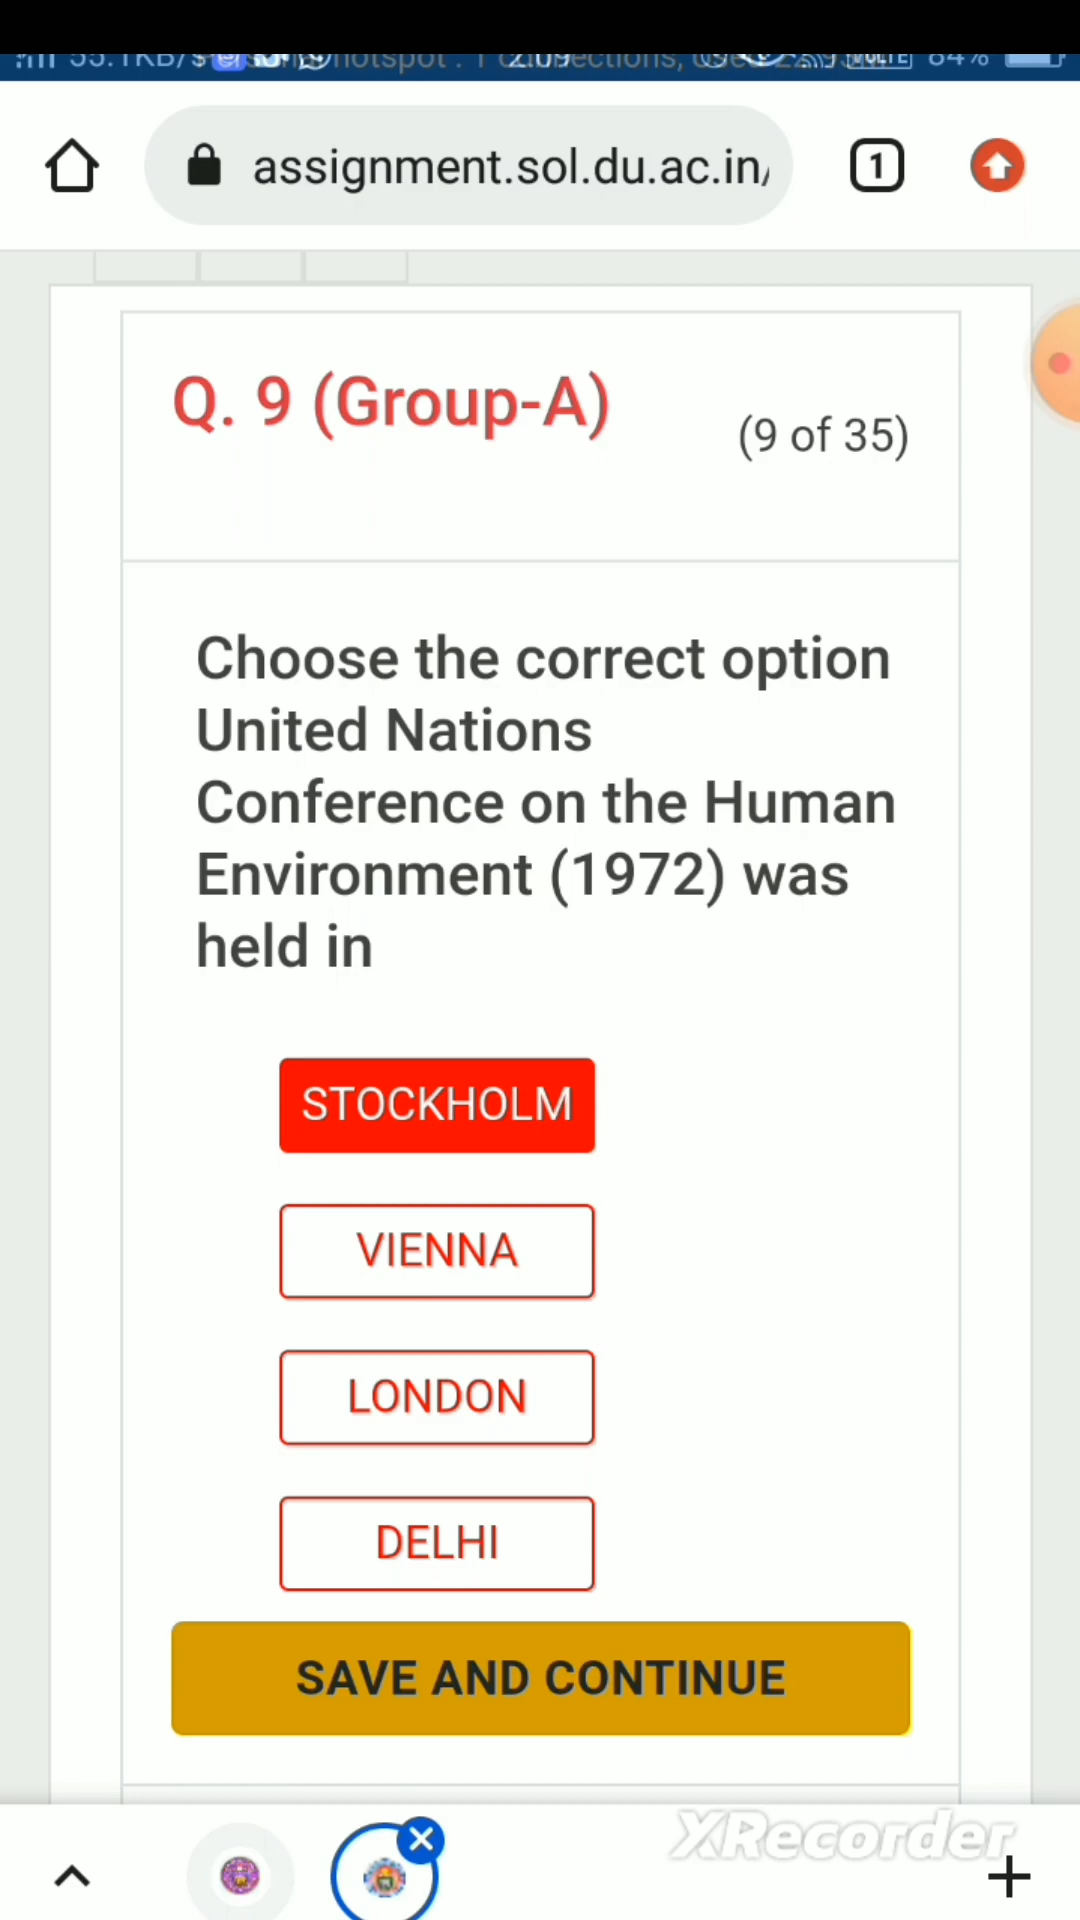 assignment.sol.du.ac.in/
1
Q. 9 (Group-A)
(9 of 35)
Choose the correct option
United Nations
Conference on the Human
Environment (1972) was
held in
STOCKHOLM
VIENNA
LONDON
DELHI
SAVE AND CONTINUE
XRecorder